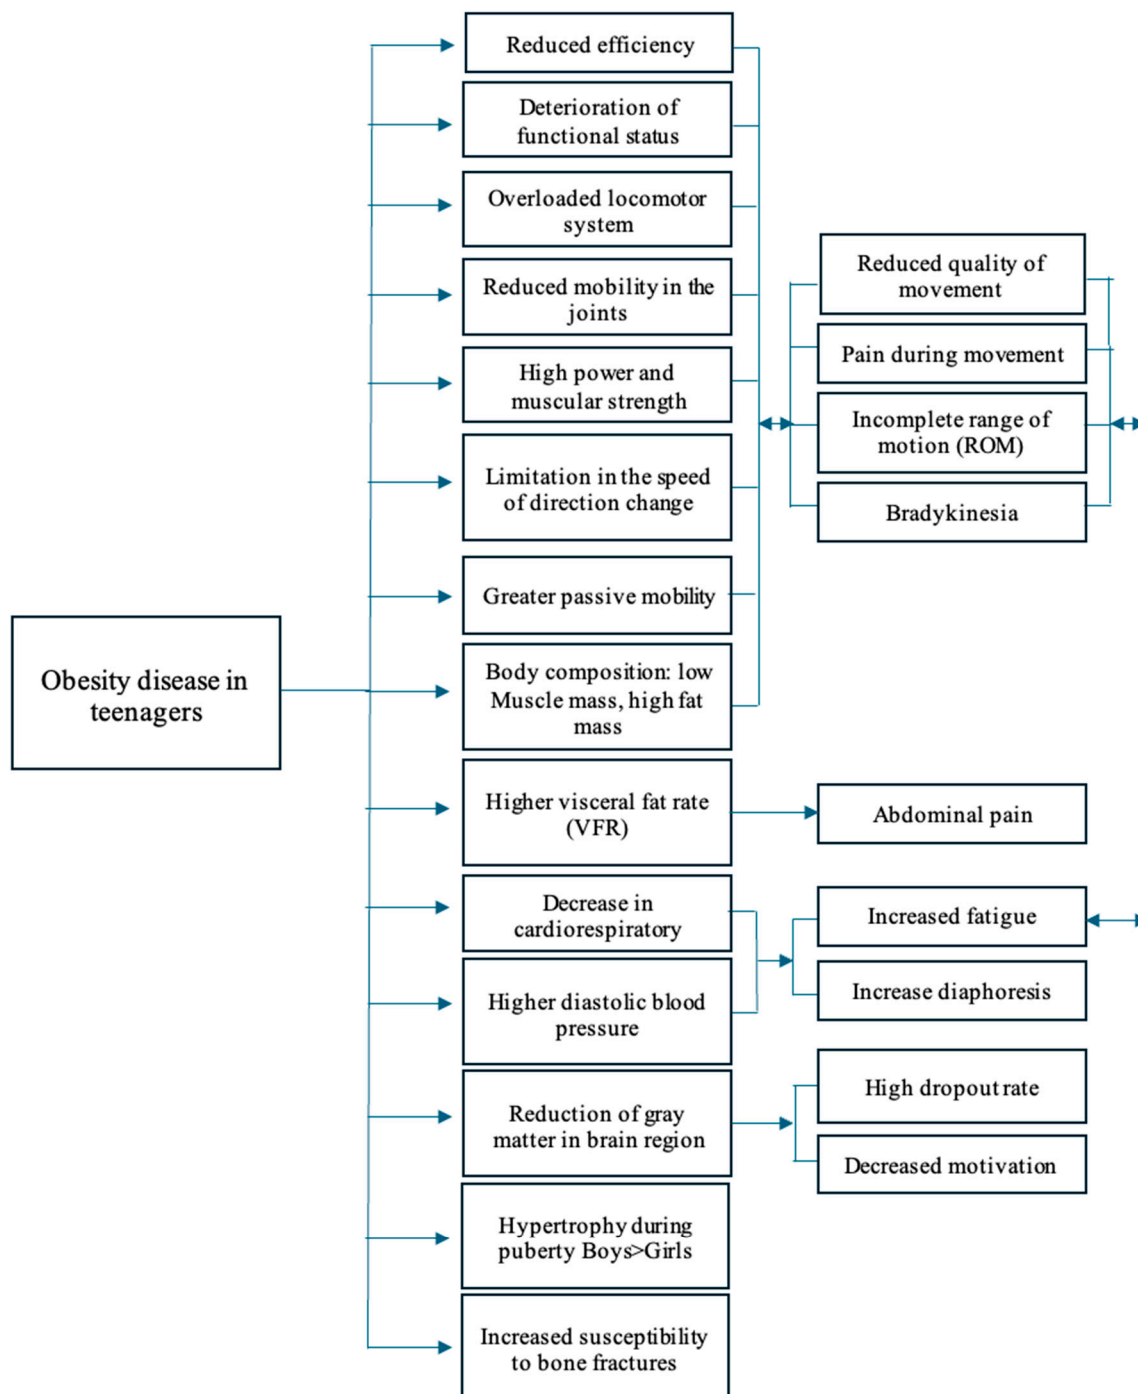 Obesity disease in
teenagers
Reduced efficiency
Deterioration of
functional status
Overloaded locomotor
system
Reduced mobility in the
joints
High power and
muscular strength
Limitation in the speed
of direction change
Greater passive mobility
Body composition: low
Muscle mass, high fat
mass
Higher visceral fat rate
(VFR)
Decrease in
cardiorespiratory
Higher diastolic blood
pressure
Reduction of gray
matter in brain region
Hypertrophy during
puberty Boys>Girls
Increased susceptibility
to bone fractures
Reduced quality of
movement
Pain during movement
Incomplete range of
motion (ROM)
Bradykinesia
Abdominal pain
Increased fatigue
Increase diaphoresis
High dropout rate
Decreased motivation